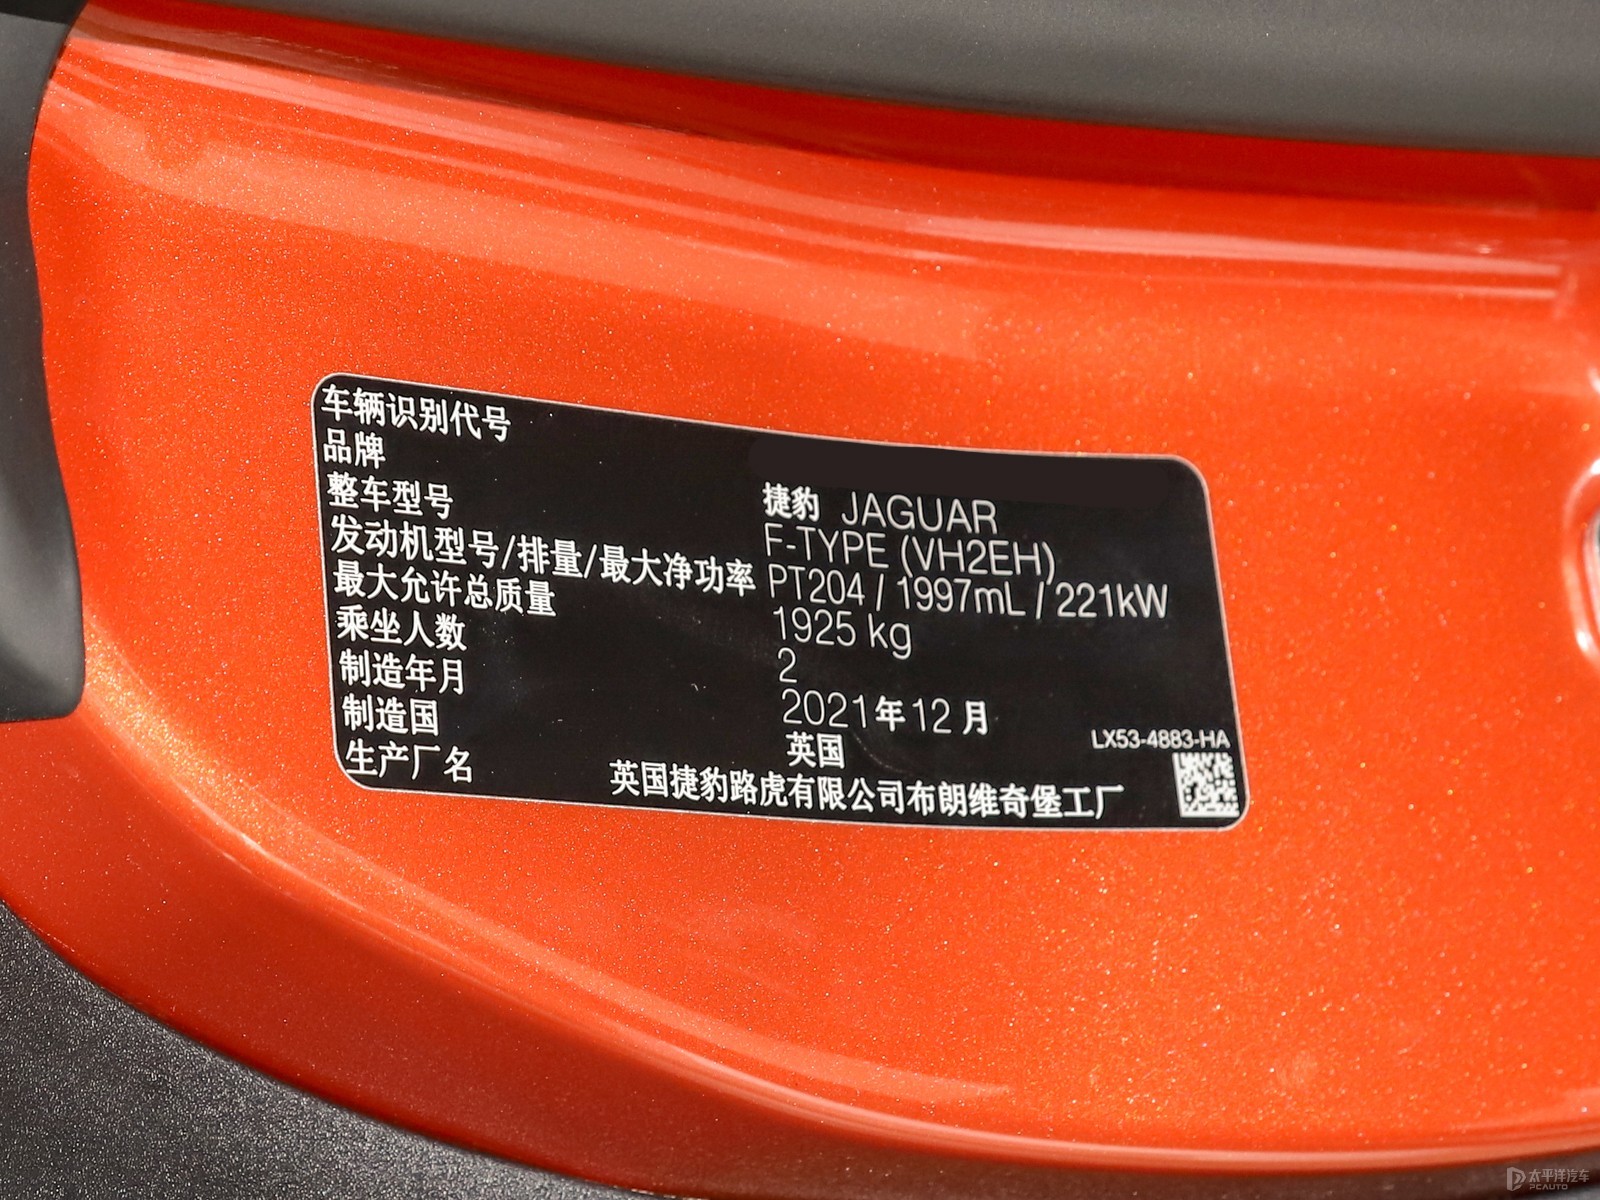 车辆识别代号
品牌 捷豹 JAGUAR
整车型号 F-TYPE (VH2EH)
发动机型号/排量/最大净功率 PT204 / 1997mL / 221kW
最大允许总质量 1925 kg
乘坐人数 2
制造年月 2021年12月
制造国 英国
LX53-4883-HA
生产厂名 英国捷豹路虎有限公司布朗维奇堡工厂
太平洋汽车
PCAUTO